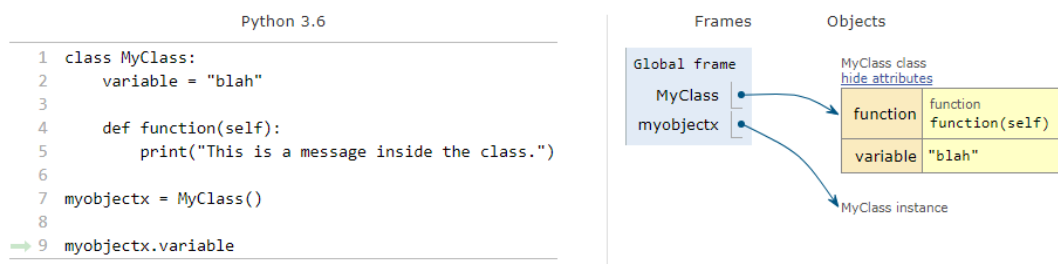 Python 3.6
1 class MyClass:
2     variable = "blah"
3
4     def function(self):
5         print("This is a message inside the class.")
6
7 myobjectx = MyClass()
8
9 myobjectx.variable
Frames Objects
Global frame
MyClass
myobjectx
MyClass class
hide attributes
function function
function(self)
variable "blah"
MyClass instance